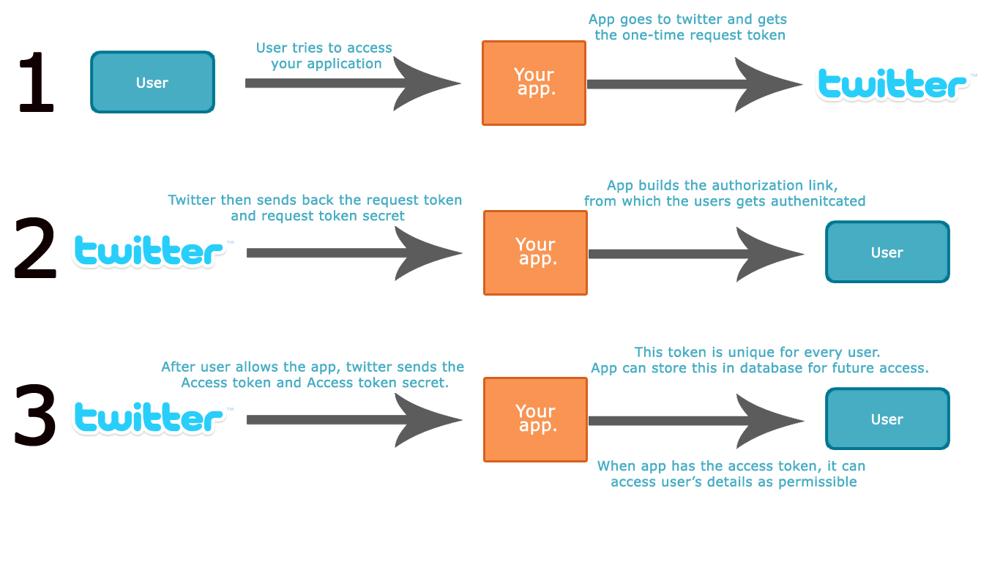 1
User
User tries to access
your application
Your
app.
App goes to twitter and gets
the one-time request token
twitter™
2
twitter™
Twitter then sends back the request token
and request token secret
Your
app.
App builds the authorization link,
from which the users gets authenitcated
User
3
twitter™
After user allows the app, twitter sends the
Access token and Access token secret.
Your
app.
This token is unique for every user.
App can store this in database for future access.
User
When app has the access token, it can
access user’s details as permissible